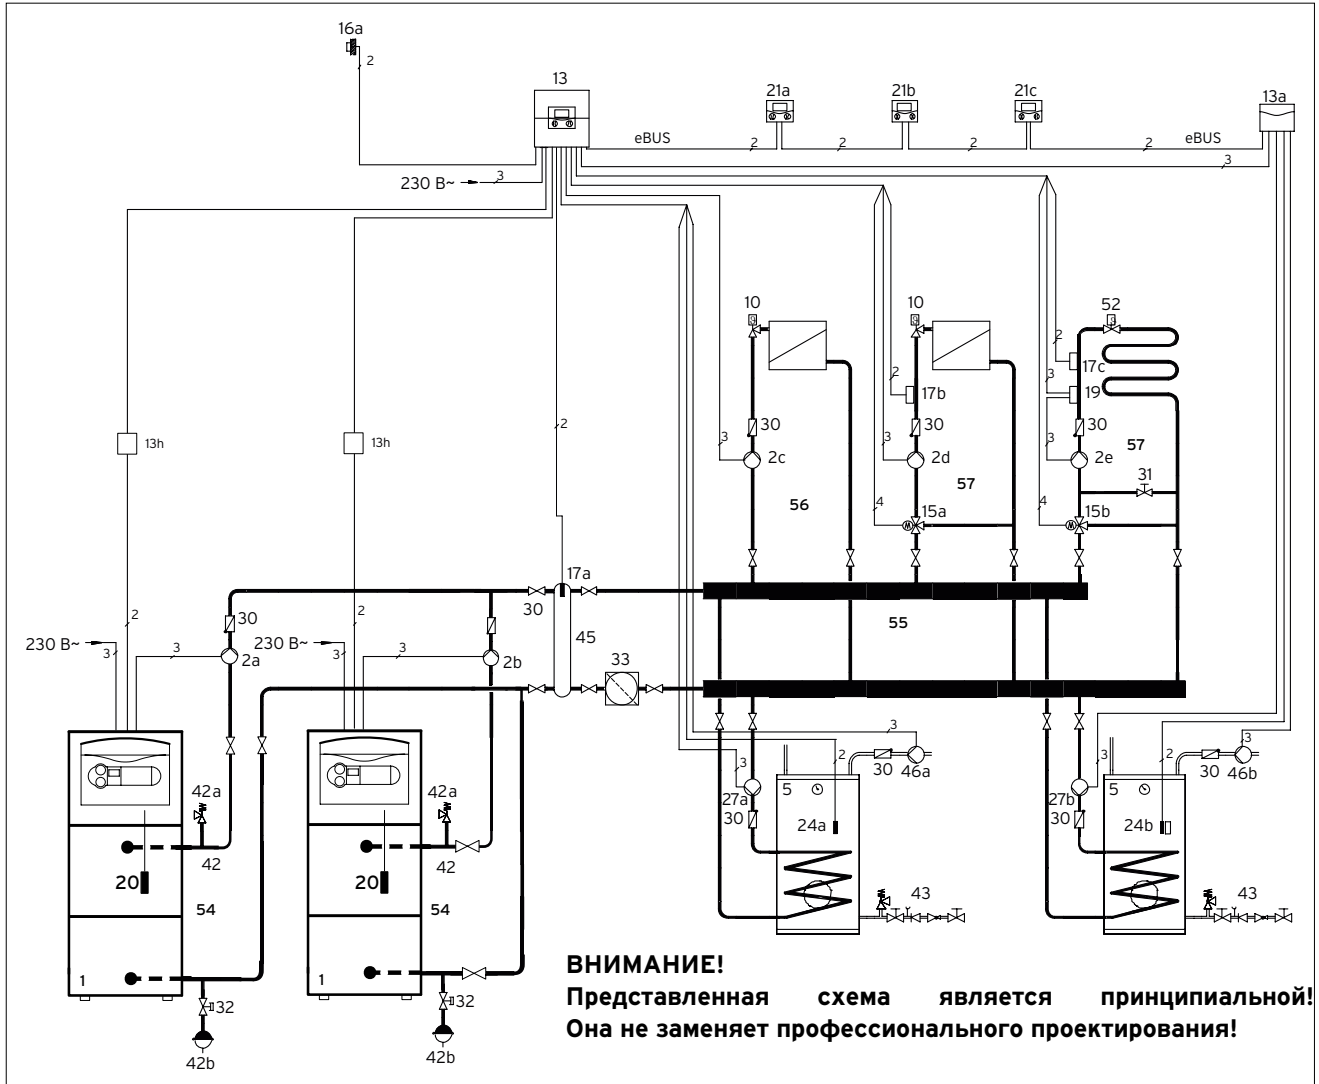 16a
2
13
21a
21b
21c
13a
eBUS
2
2
2
2
eBUS
3
230 В~
3
10
10
52
2
17c
3
2
17b
19
30
30
30
2
3
3
3
13h
13h
2c
2d
2e
57
57
31
56
4
15a
4
15b
17a
30
55
2
2
30
45
230 В~
3
3
2a
230 В~
3
3
2b
33
3
3
2
30
46a
3
2
30
46b
3
27a
5
27b
5
42a
42a
30
24a
30
24b
42
42
20
20
54
54
43
43
1
1
32
32
42b
42b
ВНИМАНИЕ!
Представленная схема является принципиальной!
Она не заменяет профессионального проектирования!